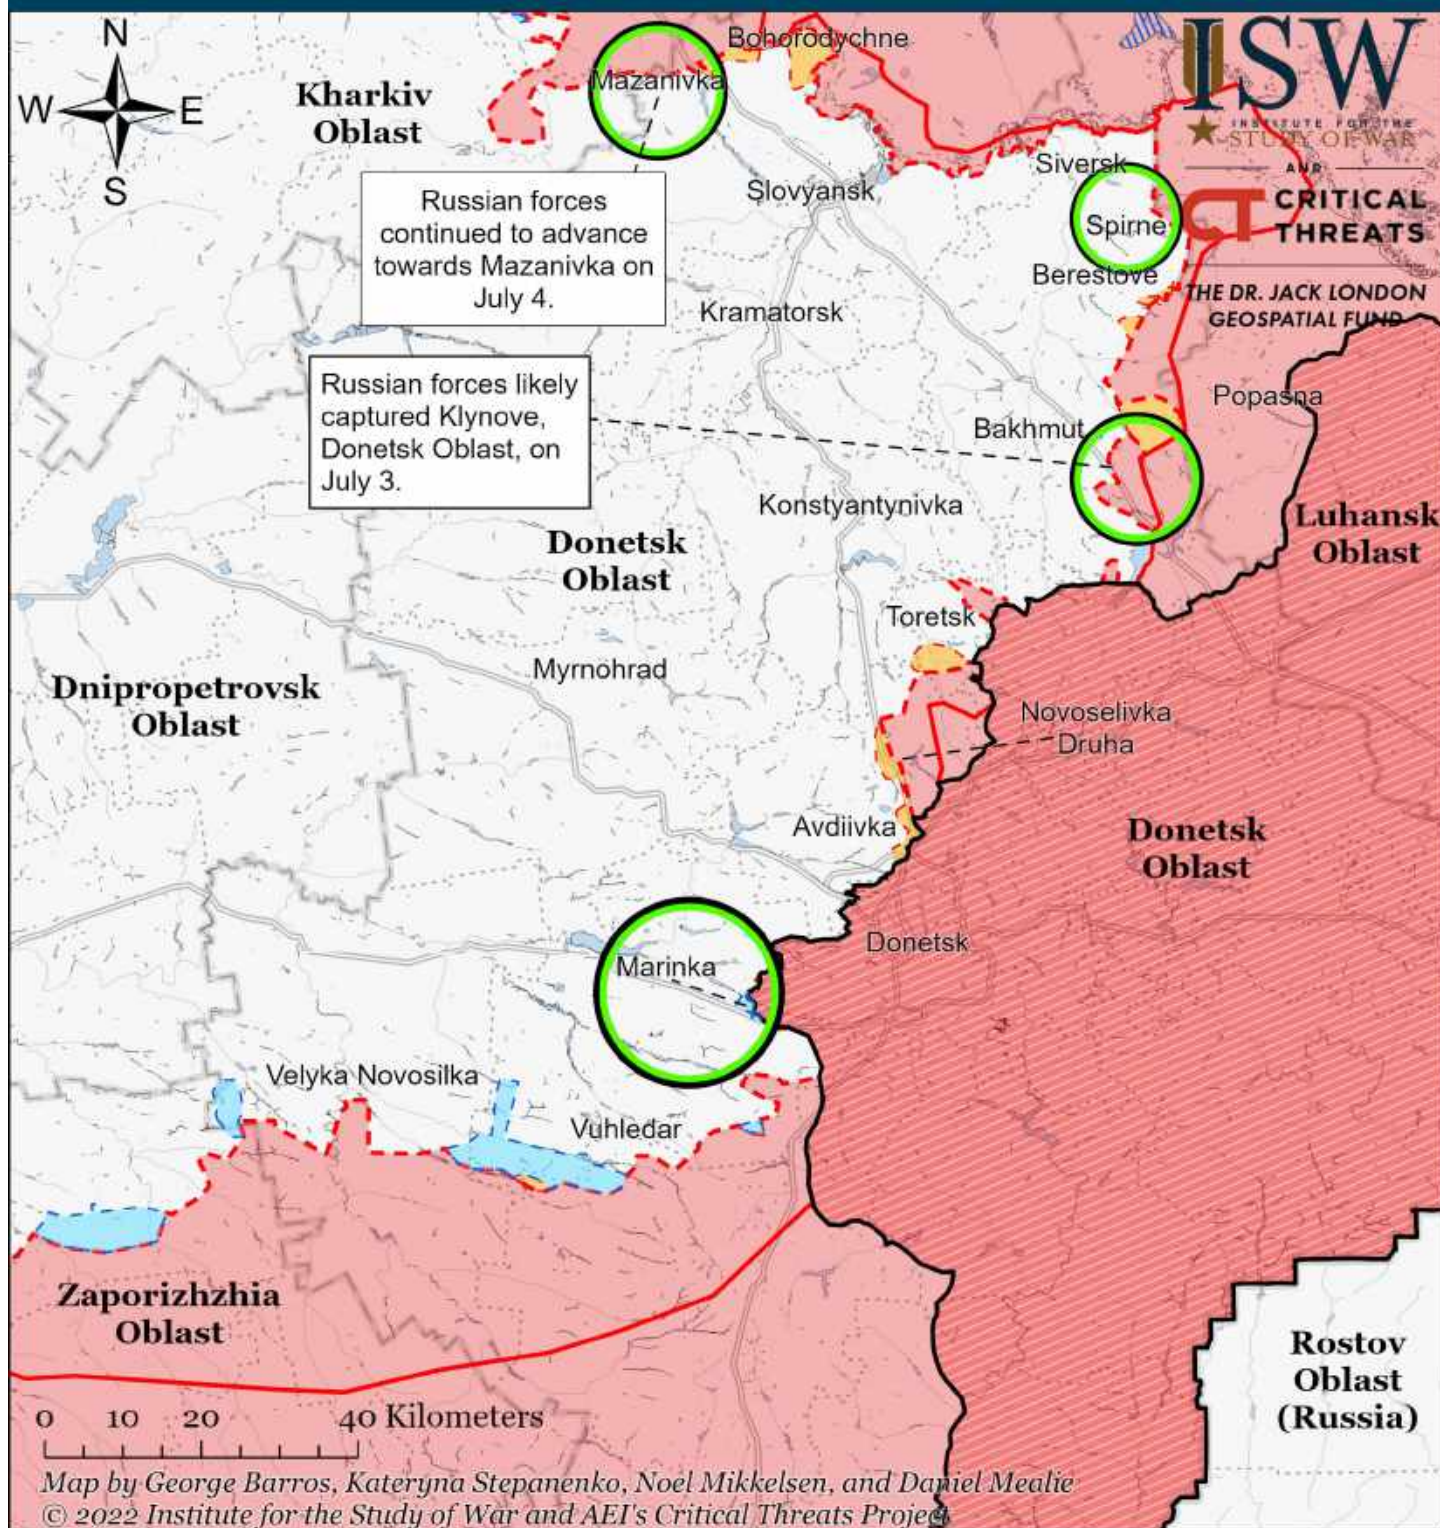 N
W
E
S
Kharkiv
Oblast
Mazanivka
Bohorodychne
ISW
INSTITUTE FOR THE
STUDY OF WAR
AND
CRITICAL
THREATS
THE DR. JACK LONDON
GEOSPATIAL FUND
Siversk
Slovyansk
Spirne
Berestove
Russian forces
continued to advance
towards Mazanivka on
July 4.
Kramatorsk
Russian forces likely
captured Klynove,
Donetsk Oblast, on
July 3.
Popasna
Bakhmut
Konstyantynivka
Luhansk
Oblast
Donetsk
Oblast
Toretsk
Myrnohrad
Dnipropetrovsk
Oblast
Novoselivka
Druha
Avdiivka
Donetsk
Oblast
Donetsk
Marinka
Velyka Novosilka
Vuhledar
Zaporizhzhia
Oblast
Rostov
Oblast
(Russia)
0 10 20 40 Kilometers
Map by George Barros, Kateryna Stepanenko, Noel Mikkelsen, and Daniel Mealie
© 2022 Institute for the Study of War and AEI's Critical Threats Project